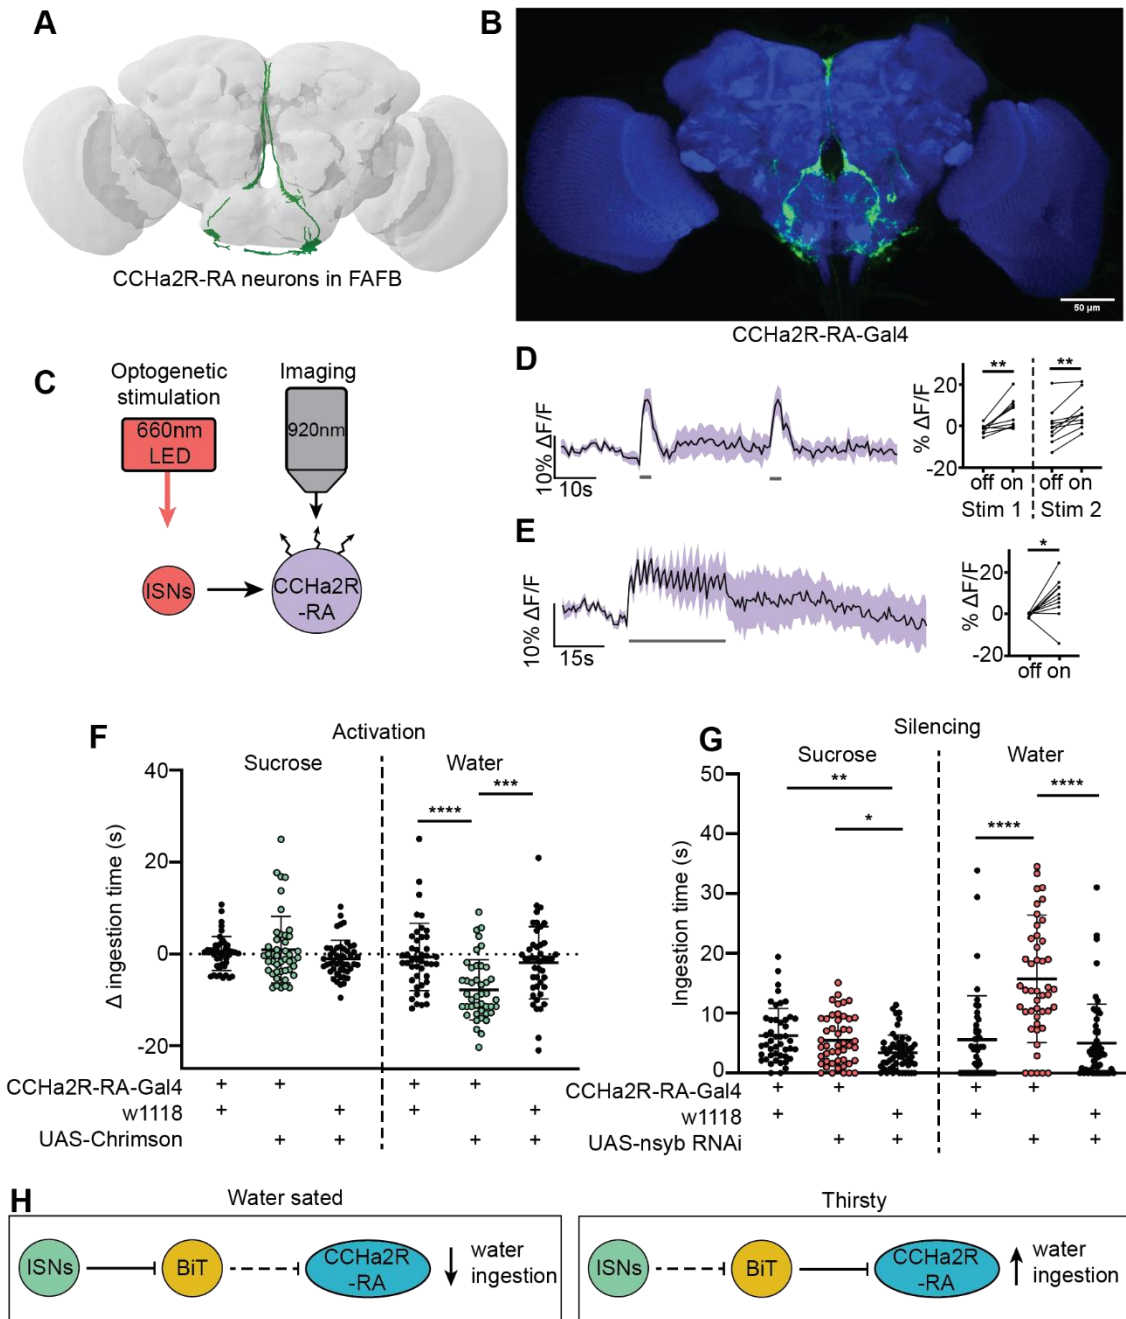 A
CCHa2R-RA neurons in FAFB
B
50 µm
CCHa2R-RA-Gal4
C
Optogenetic
stimulation
660nm
LED
Imaging
920nm
ISNs
CCHa2R
-RA
D
10% ΔF/F
10s
% ΔF/F
20
0
-20
** **
off on off on
Stim 1 Stim 2
E
10% ΔF/F
15s
% ΔF/F
20
0
-20
*
off on
F
Activation
Sucrose Water
Δ ingestion time (s)
40
20
0
-20
**** ***
CCHa2R-RA-Gal4 + + + +
w1118 + + + +
UAS-Chrimson + + + +
G
Silencing
Sucrose Water
Ingestion time (s)
50
40
30
20
10
0
** * **** ****
CCHa2R-RA-Gal4 + + + +
w1118 + + + +
UAS-nsyb RNAi + + + +
H
Water sated
ISNs BiT CCHa2R
-RA
water
ingestion
Thirsty
ISNs BiT CCHa2R
-RA
water
ingestion